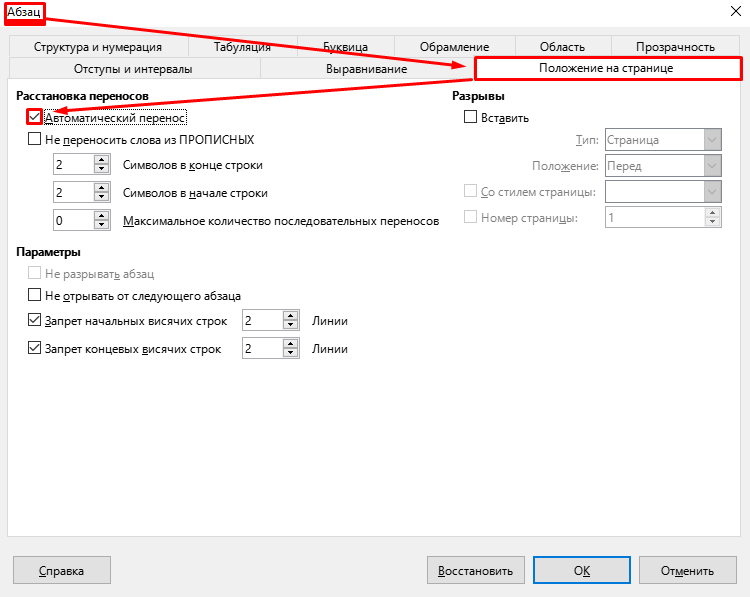 Абзац
Структура и нумерация Табуляция Буквица Обрамление Область Прозрачность
Отступы и интервалы Выравнивание Положение на странице
Расстановка переносов Разрывы
Автоматический перенос Вставить
Не переносить слова из ПРОПИСНЫХ Тип: Страница
2 Символов в конце строки Положение: Перед
2 Символов в начале строки Со стилем страницы:
0 Максимальное количество последовательных переносов Номер страницы: 1
Параметры
Не разрывать абзац
Не отрывать от следующего абзаца
Запрет начальных висячих строк 2 Линии
Запрет концевых висячих строк 2 Линии
Справка Восстановить ОК Отменить